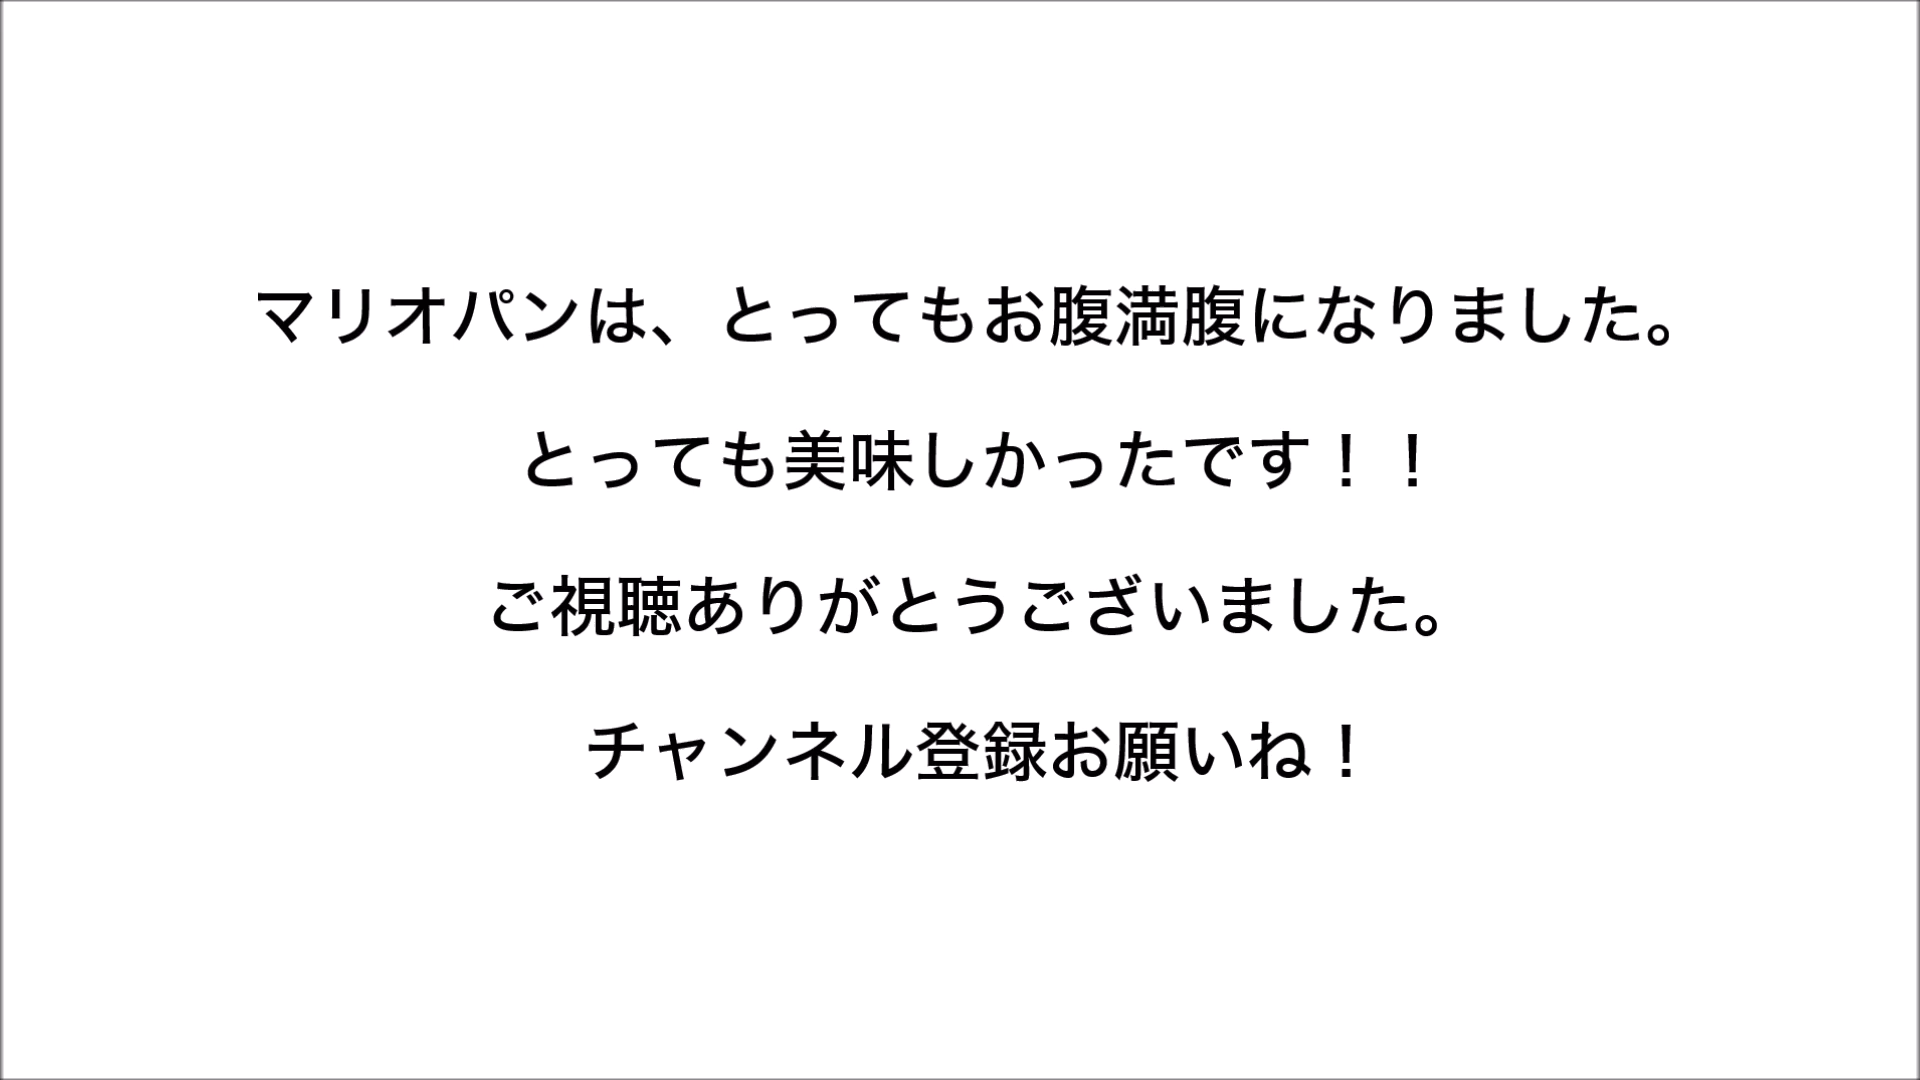 マリオパンは、とってもお腹満腹になりました。
とっても美味しかったです！！
ご視聴ありがとうございました。
チャンネル登録お願いね！